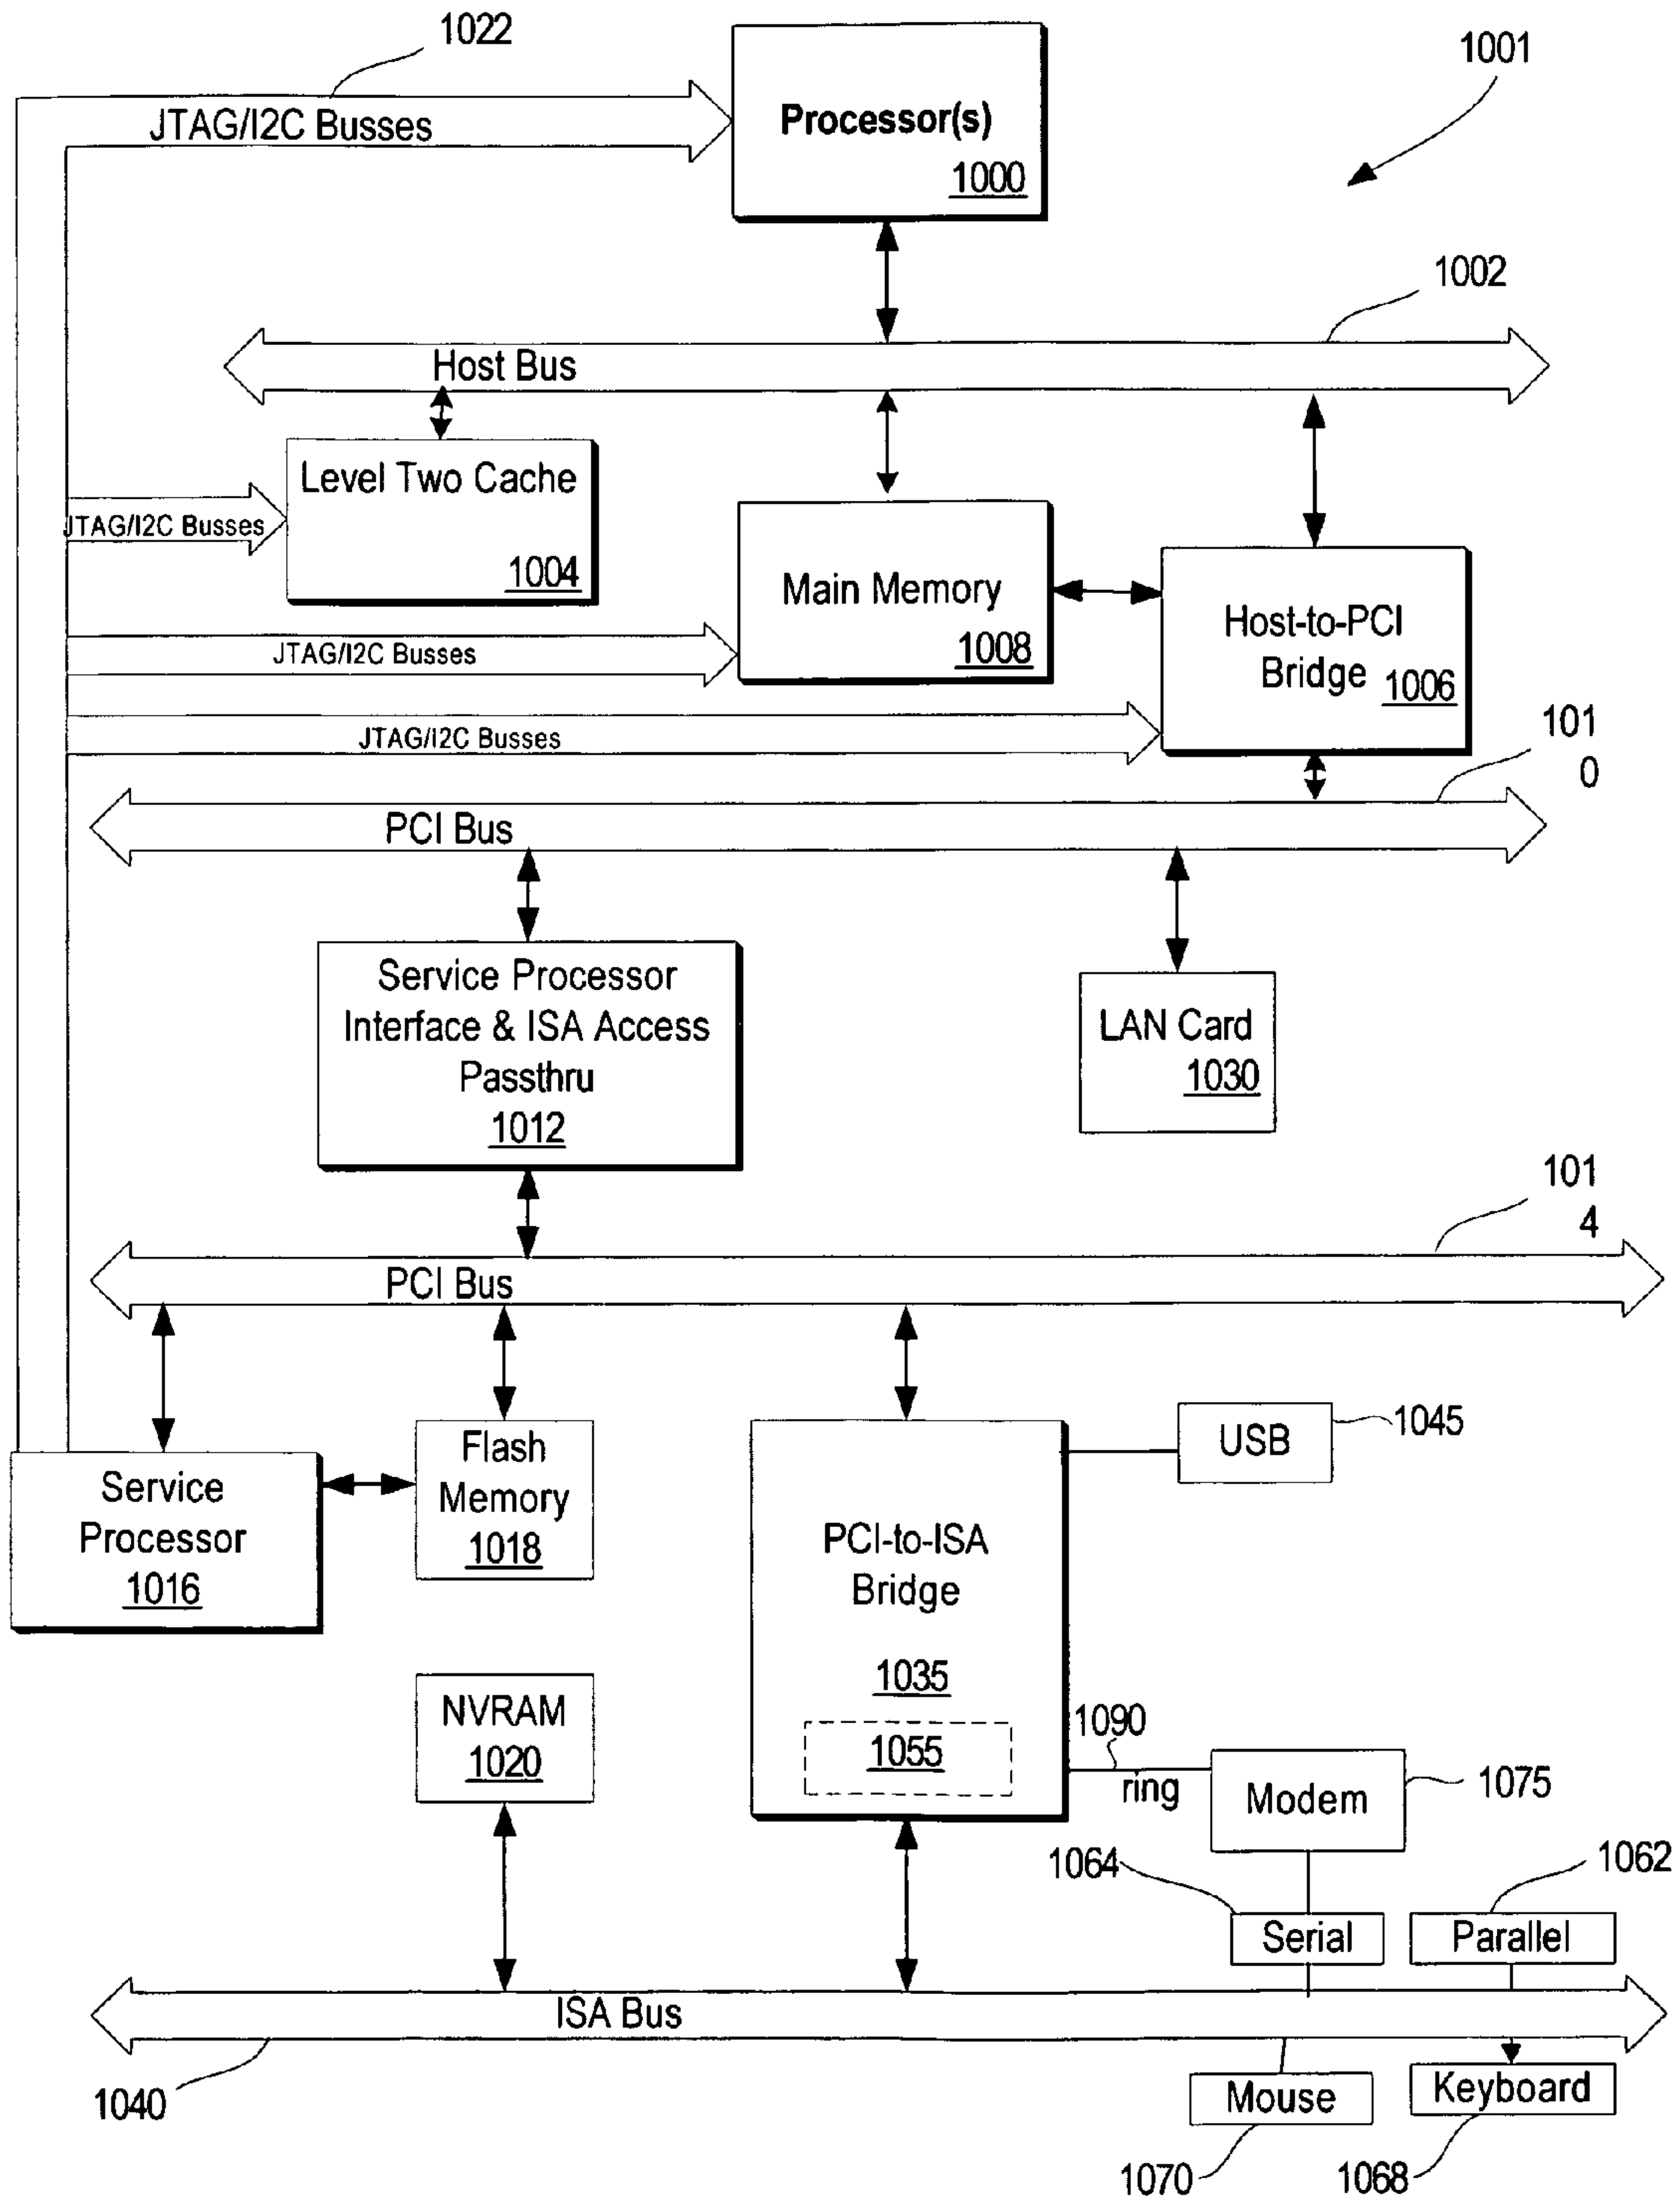 1022
1001
JTAG/I2C Busses
Processor(s)
1000
1002
Host Bus
Level Two Cache
1004
JTAG/I2C Busses
Main Memory
1008
Host-to-PCI
Bridge
1006
JTAG/I2C Busses
JTAG/I2C Busses
101
0
PCI Bus
Service Processor
Interface & ISA Access
Passthru
1012
LAN Card
1030
101
4
PCI Bus
Service
Processor
1016
Flash
Memory
1018
USB
1045
PCI-to-ISA
Bridge
1035
1055
NVRAM
1020
1090
ring
Modem
1075
1064
1062
Serial
Parallel
ISA Bus
1040
Mouse
Keyboard
1070
1068